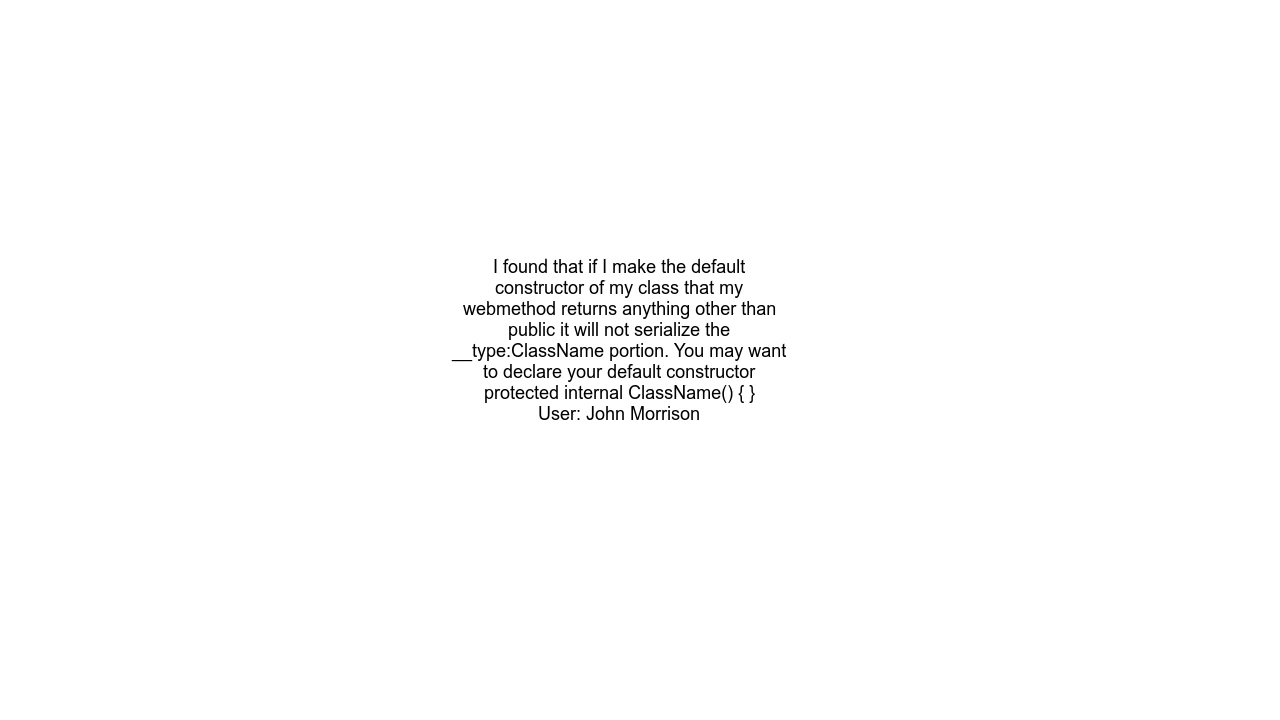 I found that if I make the default
constructor of my class that my
webmethod returns anything other than
public it will not serialize the
__type:ClassName portion. You may want
to declare your default constructor
protected internal ClassName() { }
User: John Morrison